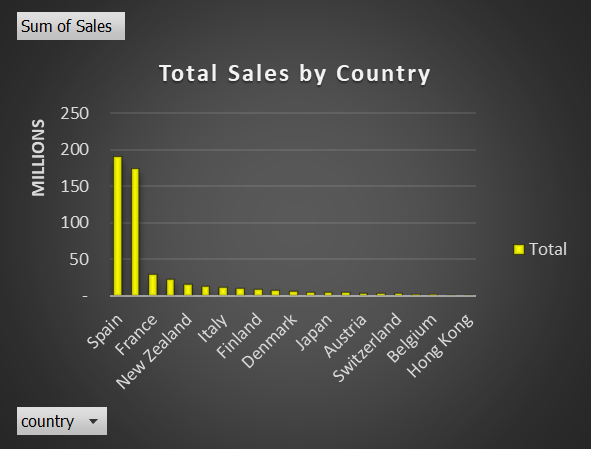 Sum of Sales
Total Sales by Country
MILLIONS
250
200
150
100
50
-
Spain
France
New Zealand
Italy
Finland
Denmark
Japan
Austria
Switzerland
Belgium
Hong Kong
Total
country